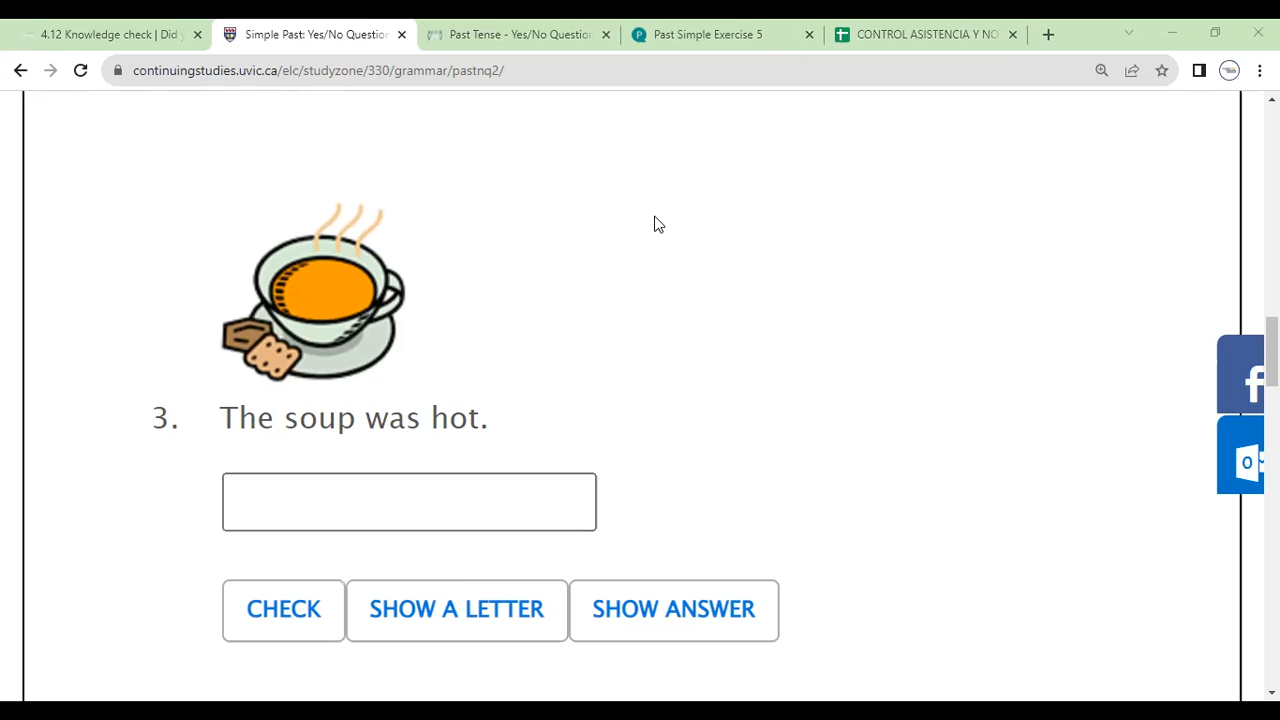 4.12 Knowledge check | Did y
Simple Past: Yes/No Question
Past Tense - Yes/No Question
Past Simple Exercise 5
CONTROL ASISTENCIA Y NO
continuingstudies.uvic.ca/elc/studyzone/330/grammar/pastnq2/
3. The soup was hot.
CHECK
SHOW A LETTER
SHOW ANSWER